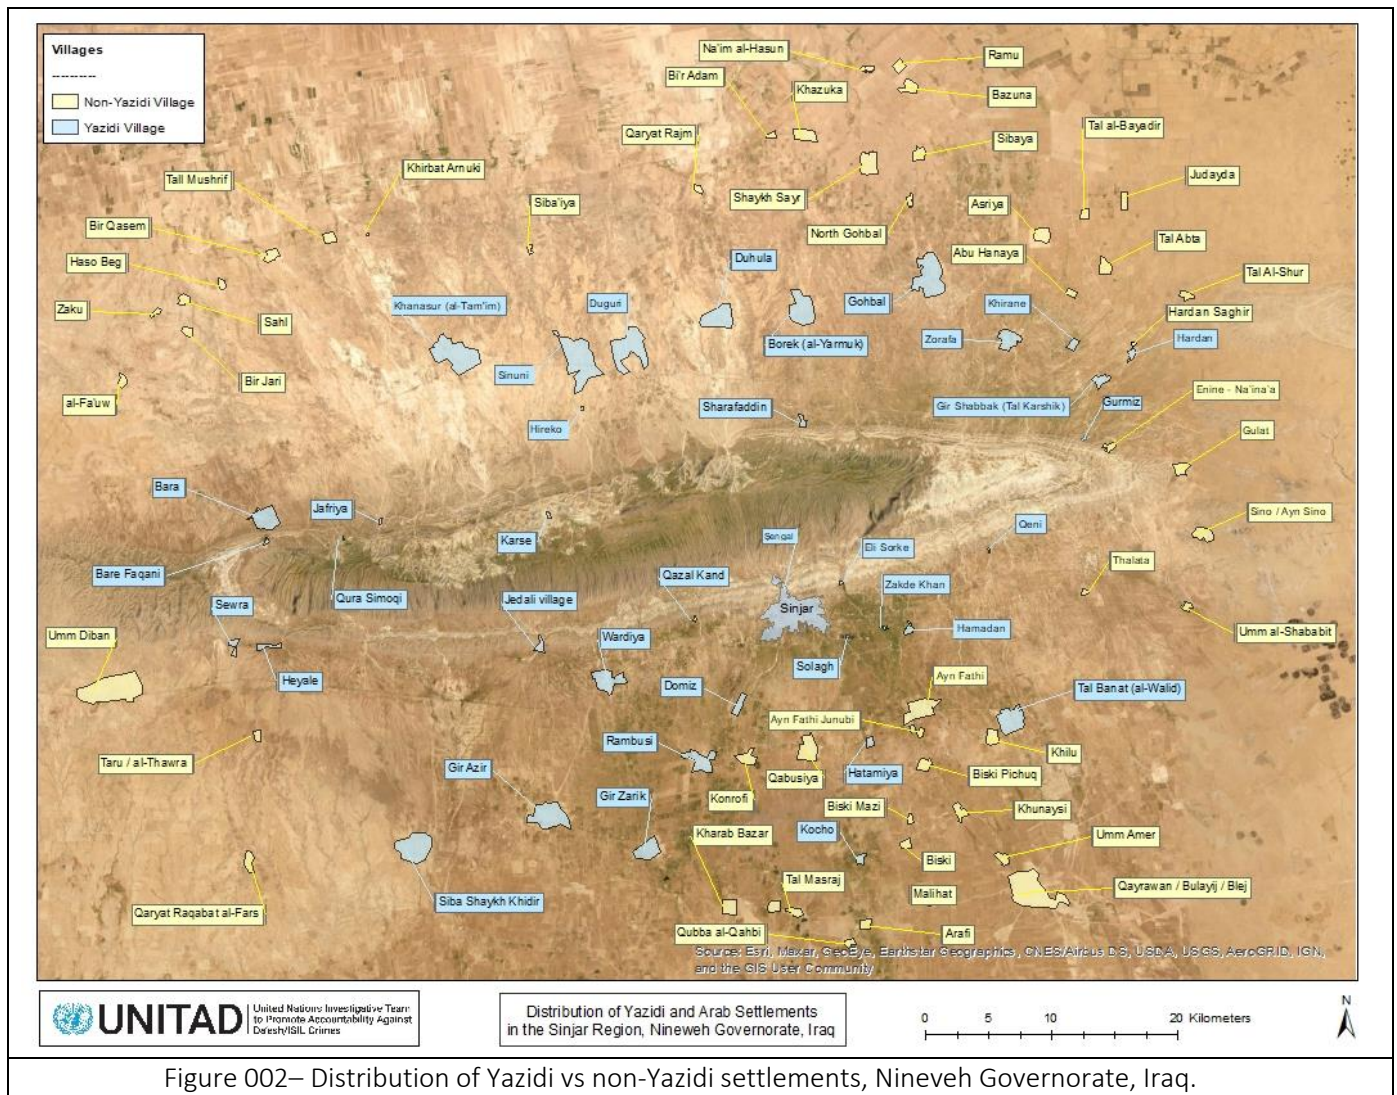 Villages
----------
Non-Yazidi Village
Yazidi Village
Na'im al-Hasun
Ramu
Bi'r Adam
Khazuka
Bazuna
Qaryat Rajm
Sibaya
Tal al-Bayadir
Khirbat Arnuki
Tall Mushrif
Shaykh Sayr
Judayda
Siba'iya
Asriya
Bir Qasem
North Gohbal
Tal Abta
Haso Beg
Duhula
Abu Hanaya
Tal Al-Shur
Zaku
Sahl
Khanasur (al-Tam'im)
Duguri
Gohbal
Khirane
Hardan Saghir
Borek (al-Yarmuk)
Zorafa
Hardan
Bir Jari
Sinuni
al-Fa'uw
Sharafaddin
Gir Shabbak (Tal Karshik)
Gurmiz
Enine - Na'ina'a
Hireko
Gulat
Bara
Jafriya
Karse
Sengal
Eli Sorke
Qeni
Sino / Ayn Sino
Bare Faqani
Qazal Kand
Zakde Khan
Thalata
Sewra
Qura Simoqi
Jedali village
Sinjar
Umm Diban
Wardiya
Hamadan
Umm al-Shababit
Heyale
Domiz
Solagh
Ayn Fathi
Tal Banat (al-Walid)
Ayn Fathi Junubi
Taru / al-Thawra
Rambusi
Khilu
Gir Azir
Qabusiya
Hatamiya
Biski Pichuq
Gir Zarik
Konrofi
Biski Mazi
Khunaysi
Kharab Bazar
Kocho
Umm Amer
Biski
Tal Masraj
Malihat
Qayrawan / Bulayij / Blej
Qaryat Raqabat al-Fars
Siba Shaykh Khidir
Qubba al-Qahbi
Arafi
Source: Esri, Maxar, GeoEye, Earthstar Geographics, CNES/Airbus DS, USDA, USGS, AeroGRID, IGN,
and the GIS User Community
UNITAD
United Nations Investigative Team
to Promote Accountability Against
Da'esh/ISIL Crimes
Distribution of Yazidi and Arab Settlements
in the Sinjar Region, Nineweh Governorate, Iraq
0 5 10 20 Kilometers
N
Figure 002– Distribution of Yazidi vs non-Yazidi settlements, Nineveh Governorate, Iraq.